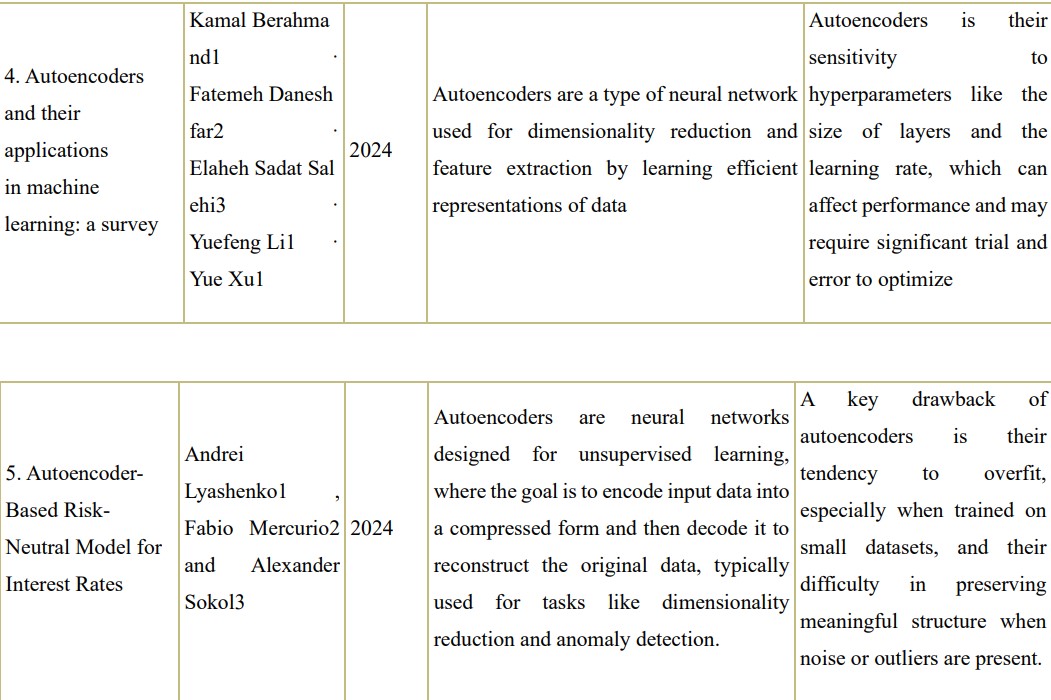 4. Autoencoders
and their
applications
in machine
learning: a survey
Kamal Berahma
nd1 ·
Fatemeh Danesh
far2 ·
Elaheh Sadat Sal
ehi3 ·
Yuefeng Li1 ·
Yue Xu1
2024
Autoencoders are a type of neural network
used for dimensionality reduction and
feature extraction by learning efficient
representations of data
Autoencoders is their
sensitivity to
hyperparameters like the
size of layers and the
learning rate, which can
affect performance and may
require significant trial and
error to optimize
5. Autoencoder-
Based Risk-
Neutral Model for
Interest Rates
Andrei
Lyashenko1 ,
Fabio Mercurio2
and Alexander
Sokol3
2024
Autoencoders are neural networks
designed for unsupervised learning,
where the goal is to encode input data into
a compressed form and then decode it to
reconstruct the original data, typically
used for tasks like dimensionality
reduction and anomaly detection.
A key drawback of
autoencoders is their
tendency to overfit,
especially when trained on
small datasets, and their
difficulty in preserving
meaningful structure when
noise or outliers are present.